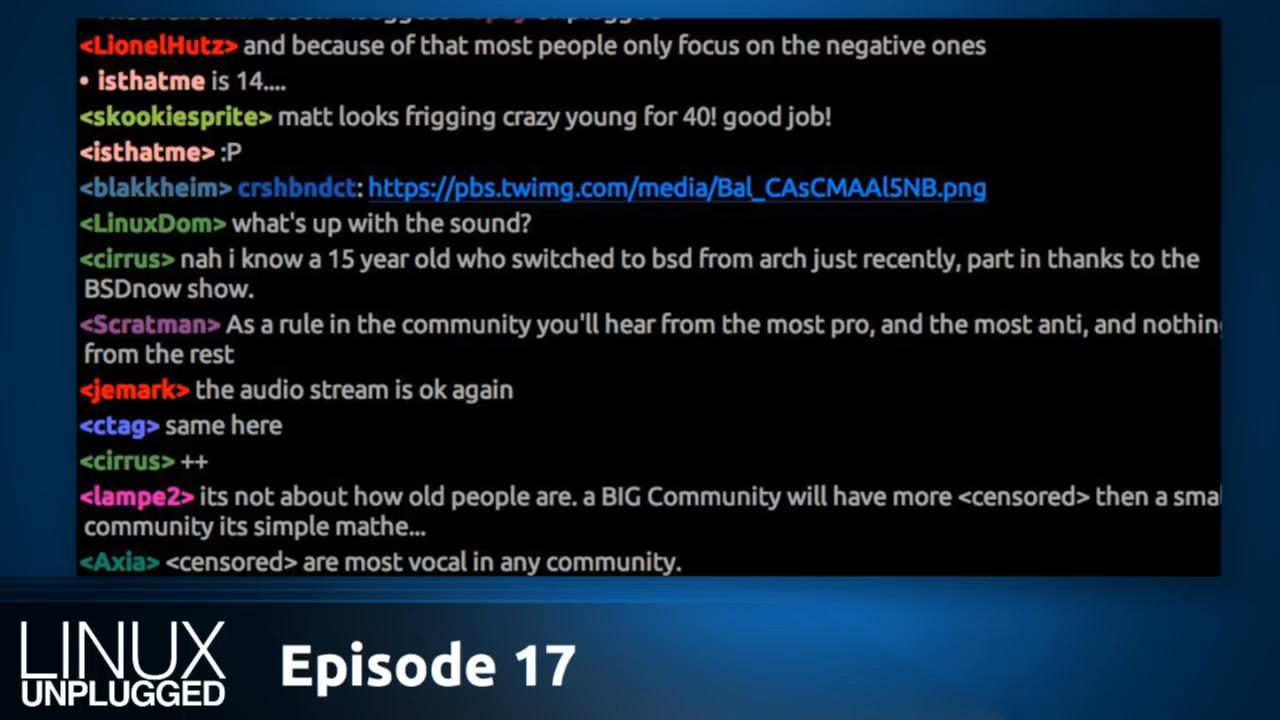 <LionelHutz> and because of that most people only focus on the negative ones
• isthatme is 14....
<skookiesprite> matt looks frigging crazy young for 40! good job!
<isthatme> :P
<blakkheim> crshbndct: https://pbs.twimg.com/media/Bal_CAsCMAAl5NB.png
<LinuxDom> what's up with the sound?
<cirrus> nah i know a 15 year old who switched to bsd from arch just recently, part in thanks to the
BSDnow show.
<Scratman> As a rule in the community you'll hear from the most pro, and the most anti, and nothin
from the rest
<jemark> the audio stream is ok again
<ctag> same here
<cirrus> ++
<lampe2> its not about how old people are. a BIG Community will have more <censored> then a sma
community its simple mathe...
<Axia> <censored> are most vocal in any community.
LINUX
UNPLUGGED
Episode 17